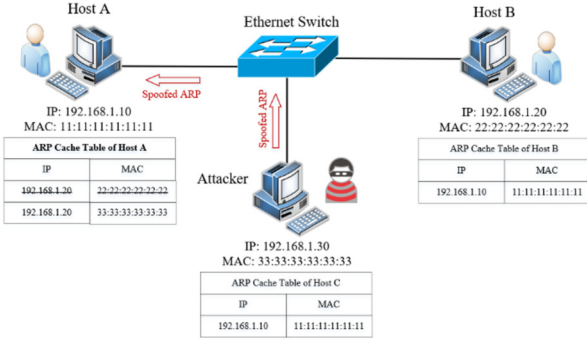 Host A
Ethernet Switch
Host B
Spoofed ARP
Spoofed ARP
IP: 192.168.1.10
MAC: 11:11:11:11:11:11
ARP Cache Table of Host A
IP MAC
192.168.1.20 22:22:22:22:22:22
192.168.1.20 33:33:33:33:33:33
IP: 192.168.1.20
MAC: 22:22:22:22:22:22
ARP Cache Table of Host B
IP MAC
192.168.1.10 11:11:11:11:11:11
Attacker
IP: 192.168.1.30
MAC: 33:33:33:33:33:33
ARP Cache Table of Host C
IP MAC
192.168.1.10 11:11:11:11:11:11